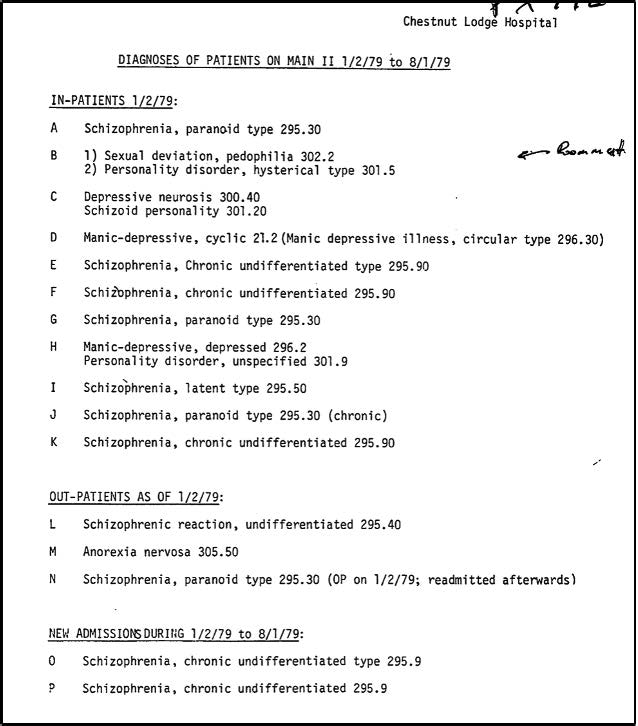 Chestnut Lodge Hospital
DIAGNOSES OF PATIENTS ON MAIN II 1/2/79 to 8/1/79
IN-PATIENTS 1/2/79:
A Schizophrenia, paranoid type 295.30
B 1) Sexual deviation, pedophilia 302.2
2) Personality disorder, hysterical type 301.5
C Depressive neurosis 300.40
Schizoid personality 301.20
D Manic-depressive, cyclic 21.2 (Manic depressive illness, circular type 296.30)
E Schizophrenia, Chronic undifferentiated type 295.90
F Schizophrenia, chronic undifferentiated 295.90
G Schizophrenia, paranoid type 295.30
H Manic-depressive, depressed 296.2
Personality disorder, unspecified 301.9
I Schizophrenia, latent type 295.50
J Schizophrenia, paranoid type 295.30 (chronic)
K Schizophrenia, chronic undifferentiated 295.90
OUT-PATIENTS AS OF 1/2/79:
L Schizophrenic reaction, undifferentiated 295.40
M Anorexia nervosa 305.50
N Schizophrenia, paranoid type 295.30 (OP on 1/2/79; readmitted afterwards)
NEW ADMISSIONS DURING 1/2/79 to 8/1/79:
O Schizophrenia, chronic undifferentiated type 295.9
P Schizophrenia, chronic undifferentiated 295.9